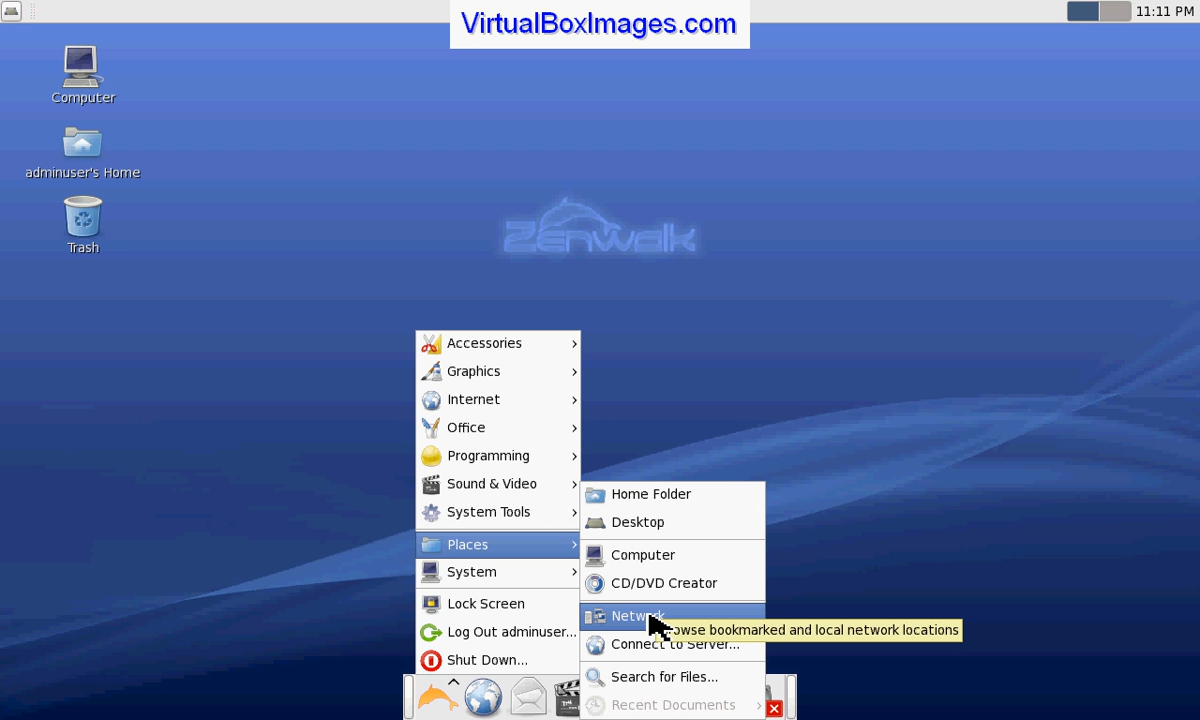 VirtualBoxImages.com
11:11 PM
Computer
adminuser's Home
Trash
Zenwalk
Accessories
Graphics
Internet
Office
Programming
Sound & Video
System Tools
Places
System
Lock Screen
Log Out adminuser...
Shut Down...
Home Folder
Desktop
Computer
CD/DVD Creator
Network
owse bookmarked and local network locations
Connect to Server...
Search for Files...
Recent Documents